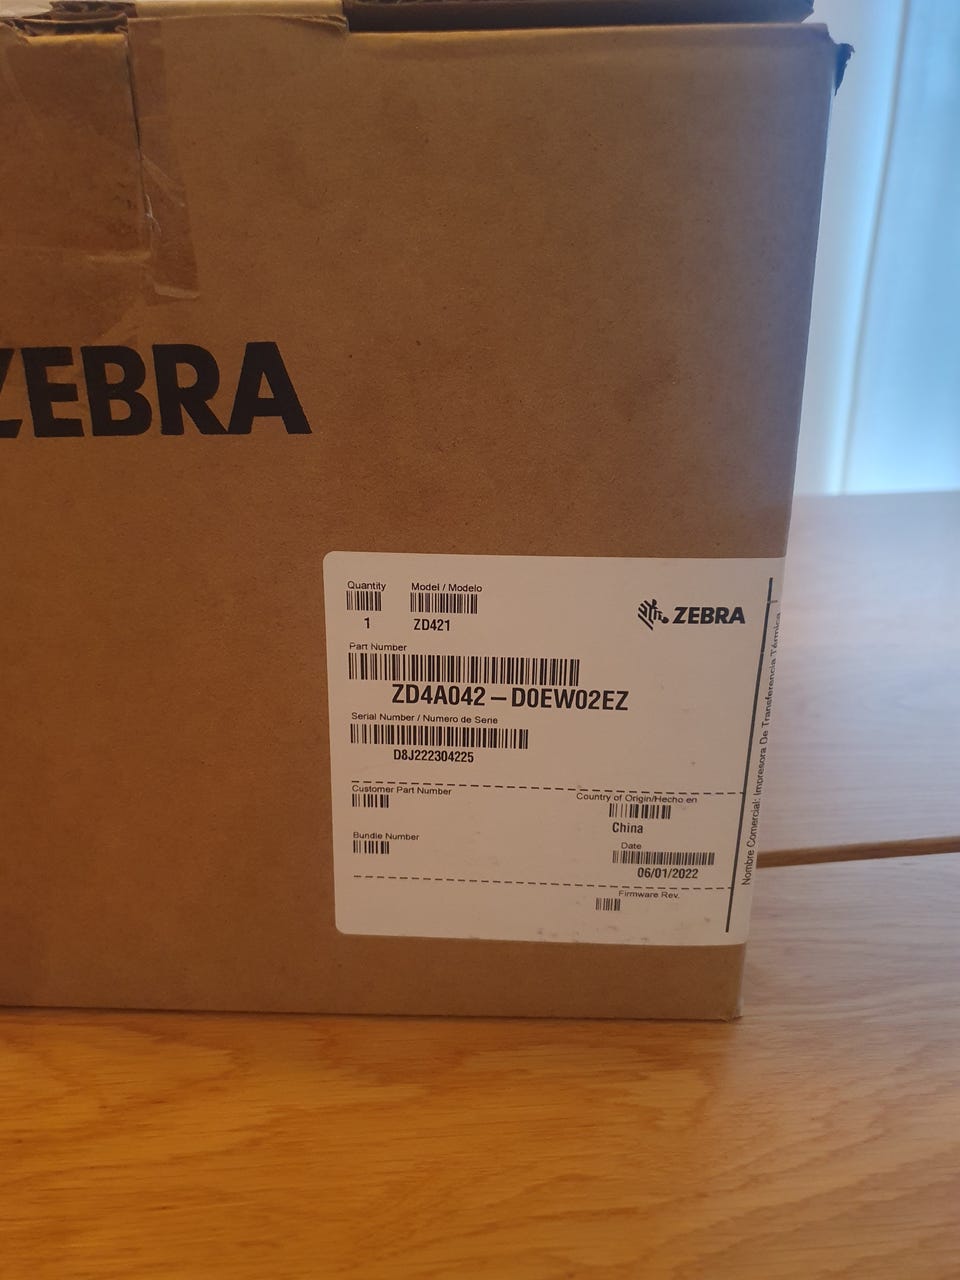 ZEBRA
Quantity
1
Model / Modelo
ZD421
ZEBRA
Part Number
ZD4A042-D0EW02EZ
Serial Number / Numero de Serie
D8J222304225
Customer Part Number
Country of Origin/Hecho en
China
Bundle Number
Date
06/01/2022
Firmware Rev.
Nombre Comercial: Impresora De Transferencia Térmica